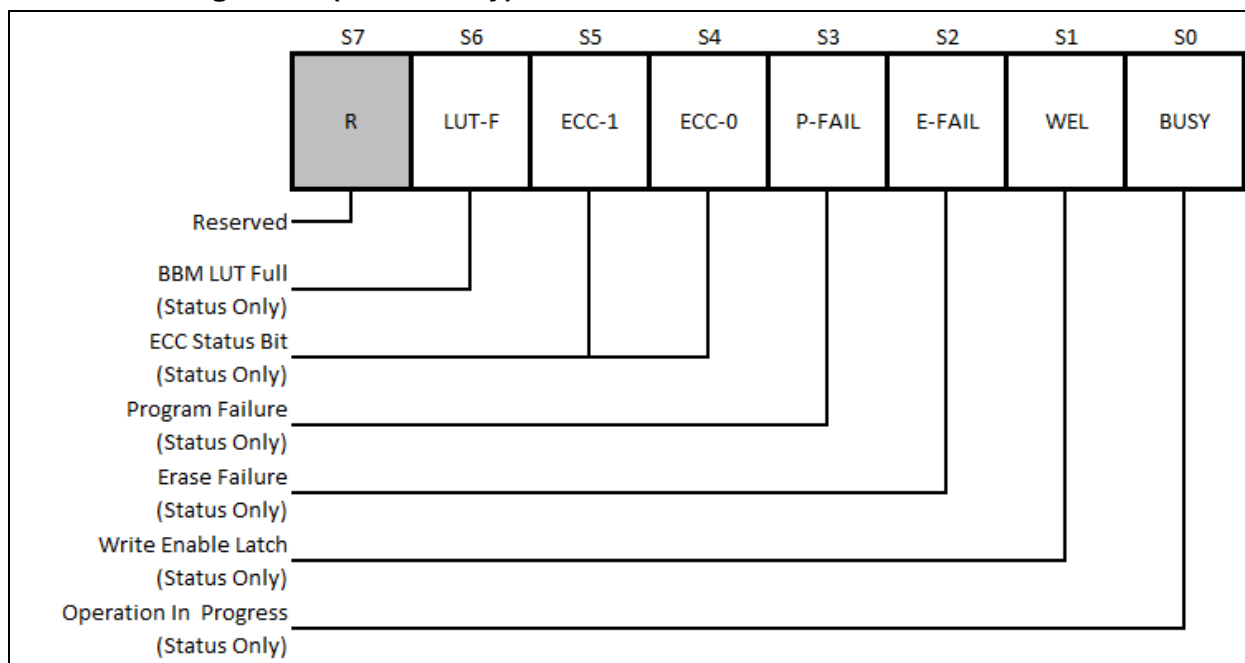 S7 S6 S5 S4 S3 S2 S1 S0
R LUT-F ECC-1 ECC-0 P-FAIL E-FAIL WEL BUSY
Reserved
BBM LUT Full
(Status Only)
ECC Status Bit
(Status Only)
Program Failure
(Status Only)
Erase Failure
(Status Only)
Write Enable Latch
(Status Only)
Operation In Progress
(Status Only)